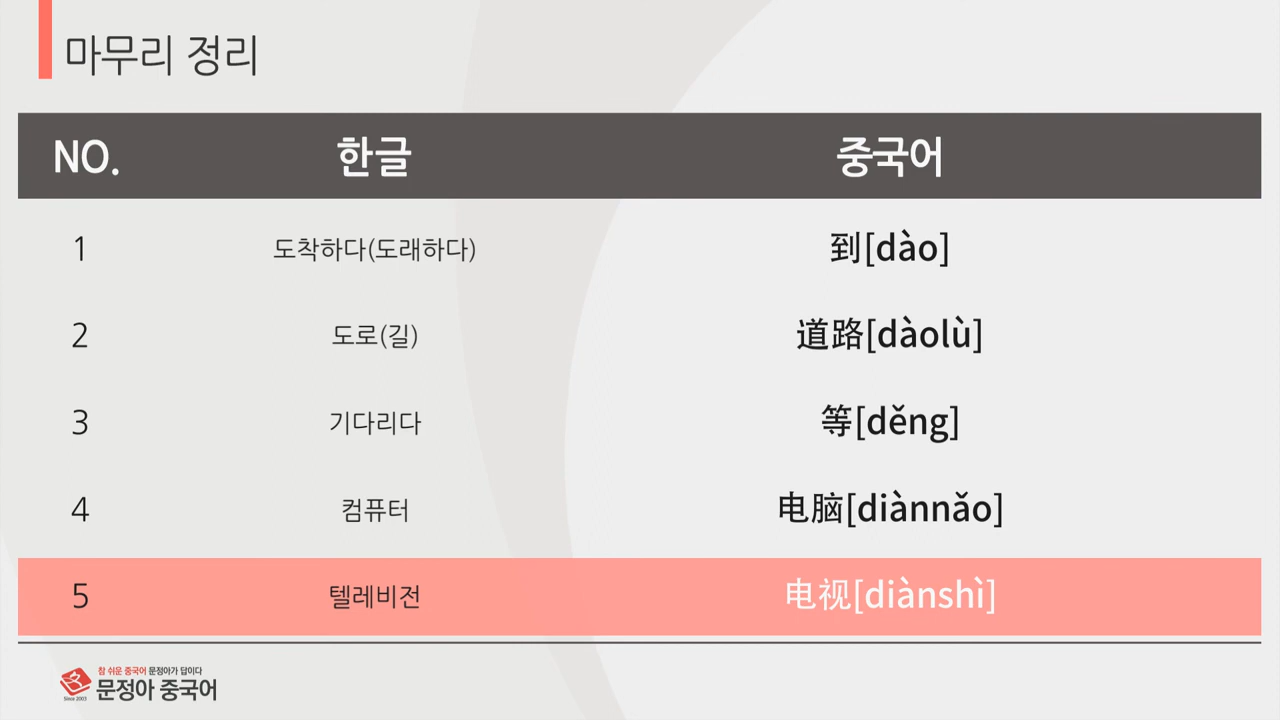 마무리 정리
NO. 한글 중국어
1 도착하다(도래하다) 到[dào]
2 도로(길) 道路[dàolù]
3 기다리다 等[děng]
4 컴퓨터 电脑[diànnǎo]
5 텔레비전 电视[diànshì]
참 쉬운 중국어 문정아가 답이다
문정아 중국어
Since 2003